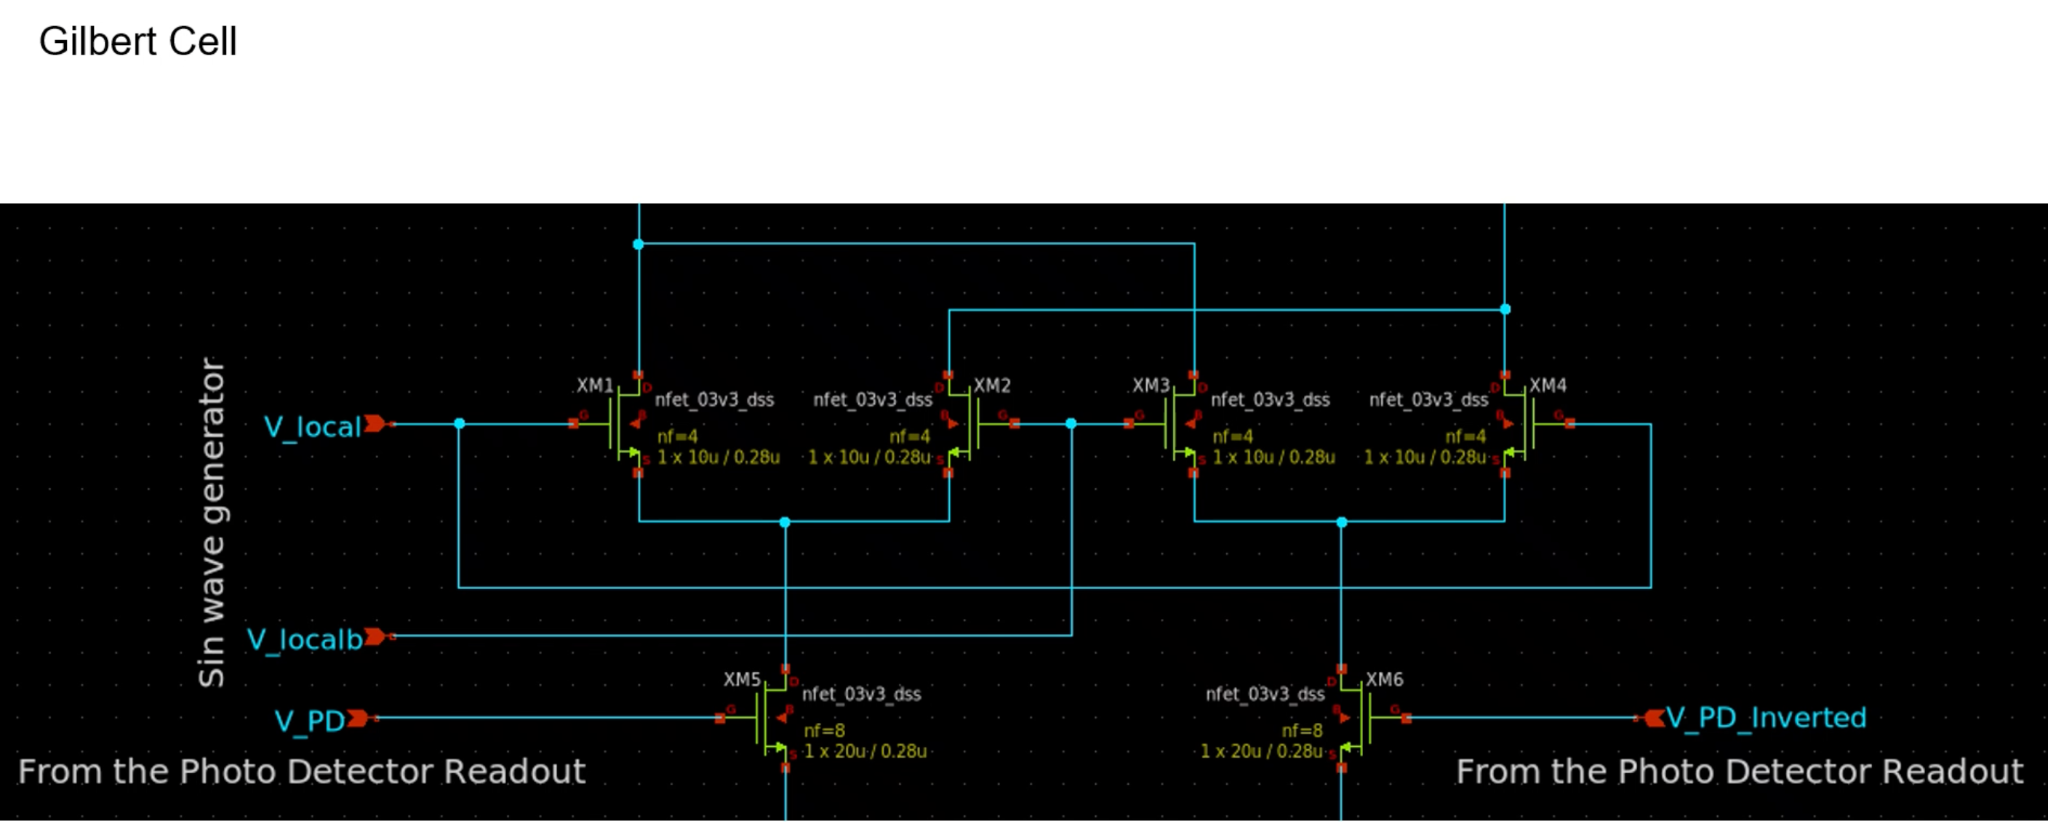 Gilbert Cell
Sin wave generator
V_local
V_localb
V_PD
From the Photo Detector Readout
XM1
D
G
B
S
nfet_03v3_dss
nf=4
1 x 10u / 0.28u
XM2
D
G
B
S
nfet_03v3_dss
nf=4
1 x 10u / 0.28u
XM3
D
G
B
S
nfet_03v3_dss
nf=4
1 x 10u / 0.28u
XM4
D
G
B
S
nfet_03v3_dss
nf=4
1 x 10u / 0.28u
XM5
D
G
B
S
nfet_03v3_dss
nf=8
1 x 20u / 0.28u
XM6
D
G
B
S
nfet_03v3_dss
nf=8
1 x 20u / 0.28u
V_PD_Inverted
From the Photo Detector Readout